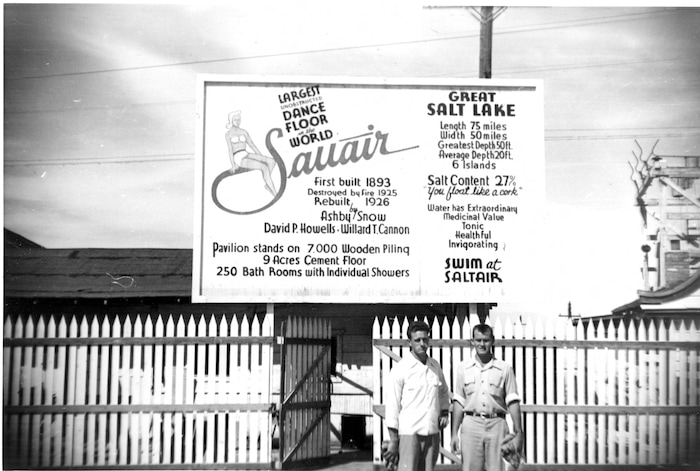 LARGEST
UNOBSTRUCTED
DANCE
FLOOR
in the
WORLD
Saltair
First built 1893
Destroyed by fire 1925
Rebuilt 1926
by
Ashby Snow
David P. Howells - Willard T. Cannon
Pavilion stands on 7,000 Wooden Piling
9 Acres Cement Floor
250 Bath Rooms with Individual Showers
GREAT
SALT LAKE
Length 75 miles
Width 50 miles
Greatest Depth 50 ft.
Average Depth 20 ft.
6 Islands
Salt Content 27%
"You float like a cork"
Water has Extraordinary
Medicinal Value
Tonic
Healthful
Invigorating
SWIM at
SALTAIR